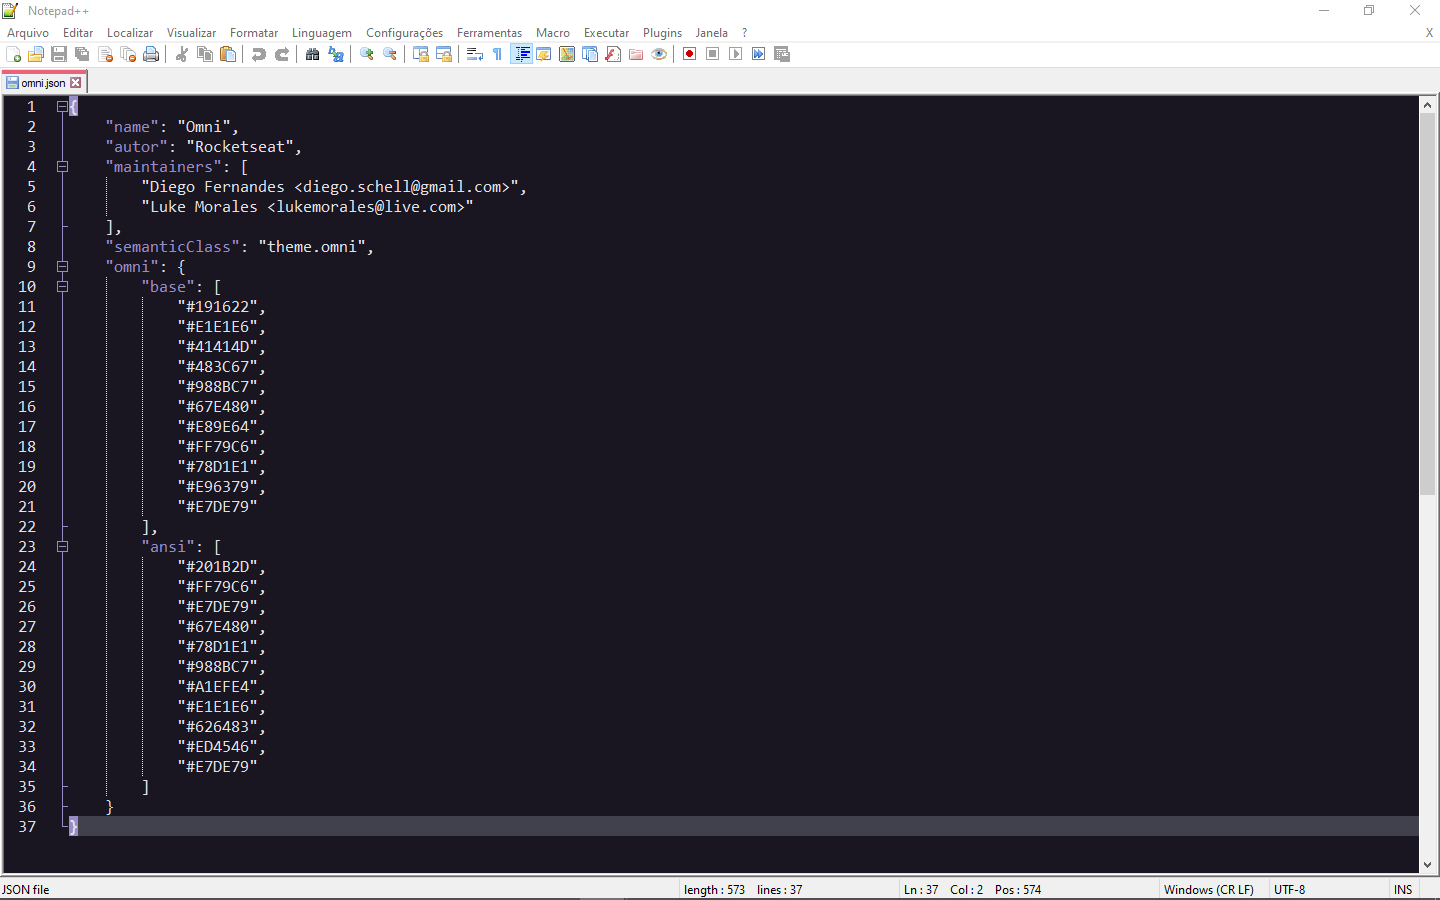 Notepad++
Arquivo Editar Localizar Visualizar Formatar Linguagem Configurações Ferramentas Macro Executar Plugins Janela ? X
omni.json
1 {
2 "name": "Omni",
3 "autor": "Rocketseat",
4 "maintainers": [
5 "Diego Fernandes <diego.schell@gmail.com>",
6 "Luke Morales <lukemorales@live.com>"
7 ],
8 "semanticClass": "theme.omni",
9 "omni": {
10 "base": [
11 "#191622",
12 "#E1E1E6",
13 "#41414D",
14 "#483C67",
15 "#988BC7",
16 "#67E480",
17 "#E89E64",
18 "#FF79C6",
19 "#78D1E1",
20 "#E96379",
21 "#E7DE79"
22 ],
23 "ansi": [
24 "#201B2D",
25 "#FF79C6",
26 "#E7DE79",
27 "#67E480",
28 "#78D1E1",
29 "#988BC7",
30 "#A1EFE4",
31 "#E1E1E6",
32 "#626483",
33 "#ED4546",
34 "#E7DE79"
35 ]
36 }
37 }
JSON file length : 573 lines : 37 Ln : 37 Col : 2 Pos : 574 Windows (CR LF) UTF-8 INS